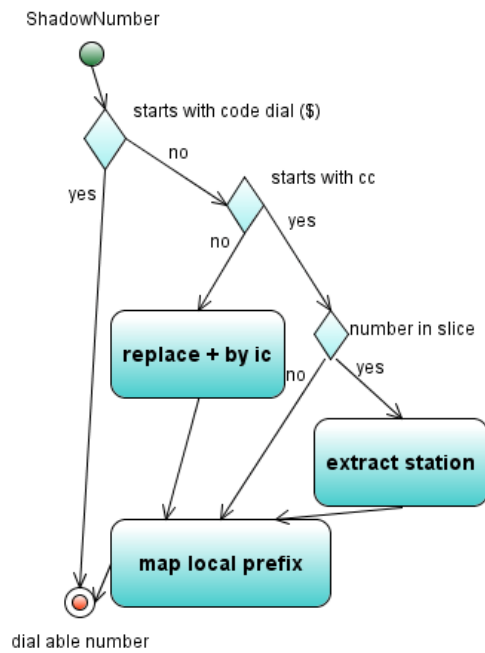 ShadowNumber
starts with code dial ($)
no
starts with cc
yes
no
yes
number in slice
replace + by ic
no
yes
extract station
map local prefix
dial able number